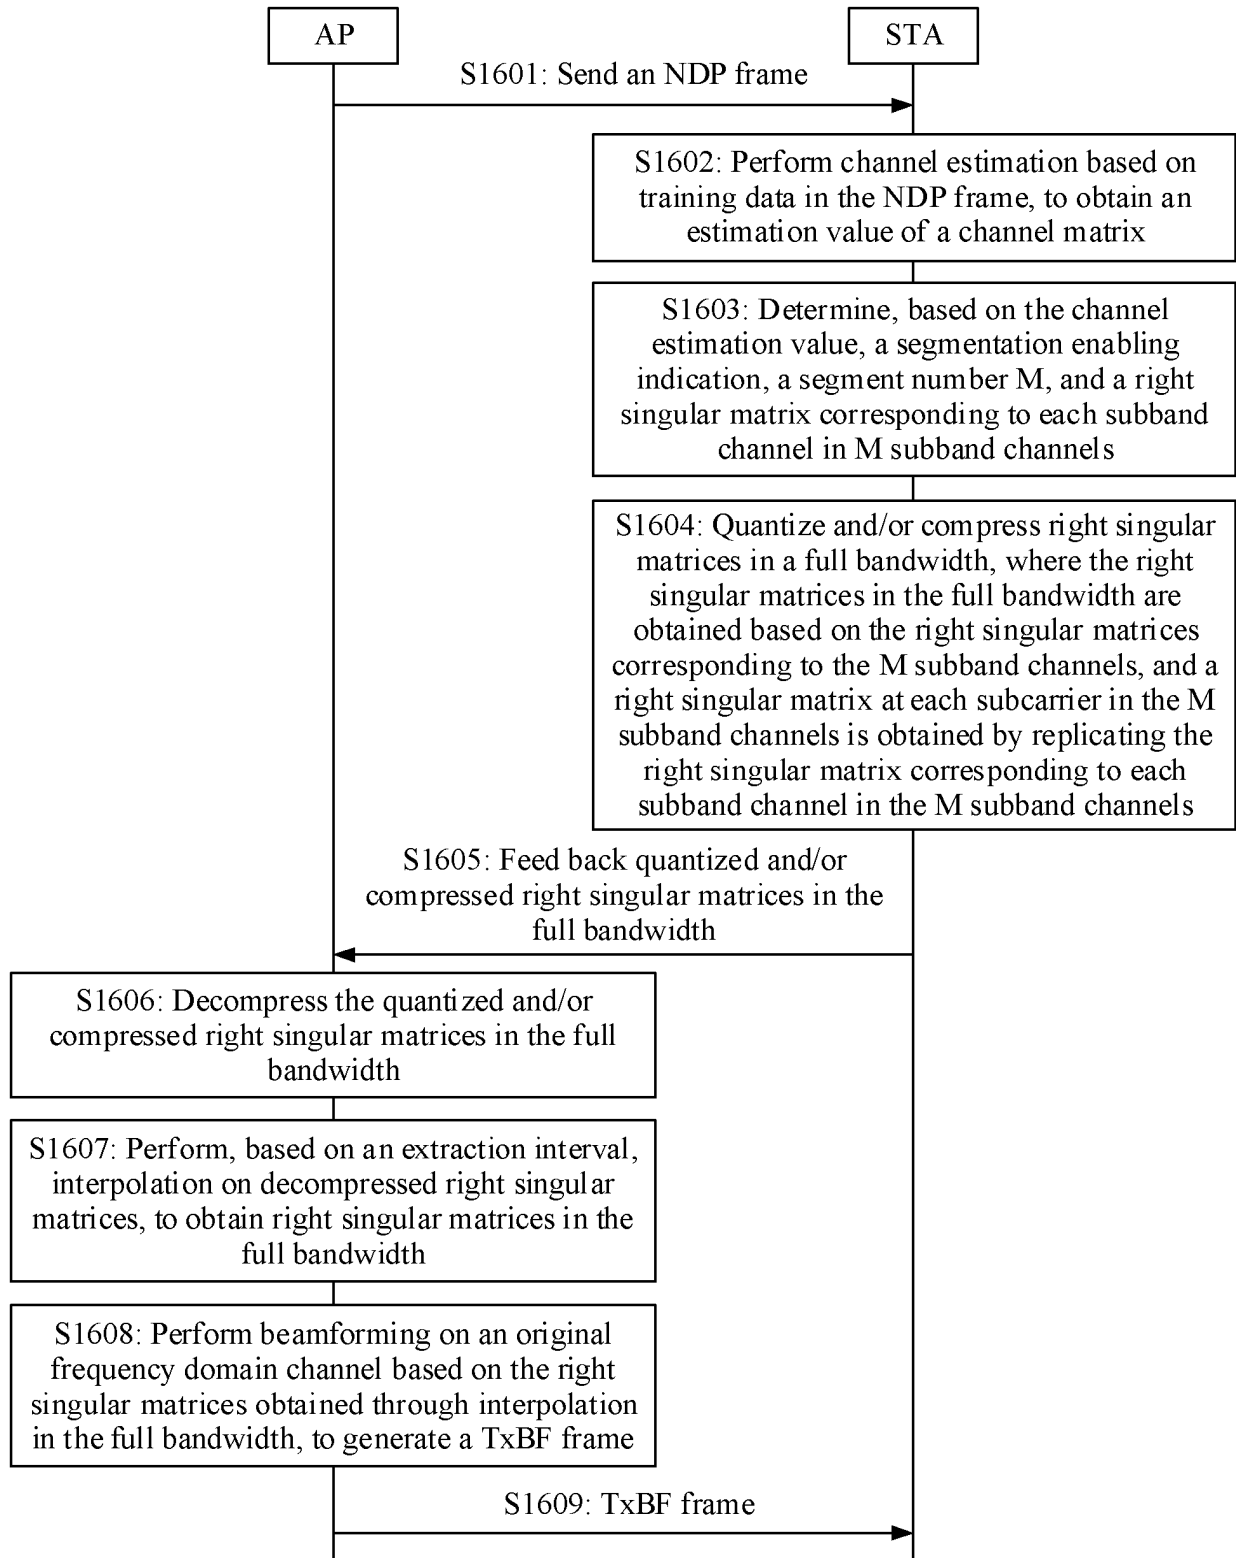 AP
STA
S1601: Send an NDP frame
S1602: Perform channel estimation based on
training data in the NDP frame, to obtain an
estimation value of a channel matrix
S1603: Determine, based on the channel
estimation value, a segmentation enabling
indication, a segment number M, and a right
singular matrix corresponding to each subband
channel in M subband channels
S1604: Quantize and/or compress right singular
matrices in a full bandwidth, where the right
singular matrices in the full bandwidth are
obtained based on the right singular matrices
corresponding to the M subband channels, and a
right singular matrix at each subcarrier in the M
subband channels is obtained by replicating the
right singular matrix corresponding to each
subband channel in the M subband channels
S1605: Feed back quantized and/or
compressed right singular matrices in the
full bandwidth
S1606: Decompress the quantized and/or
compressed right singular matrices in the full
bandwidth
S1607: Perform, based on an extraction interval,
interpolation on decompressed right singular
matrices, to obtain right singular matrices in the
full bandwidth
S1608: Perform beamforming on an original
frequency domain channel based on the right
singular matrices obtained through interpolation
in the full bandwidth, to generate a TxBF frame
S1609: TxBF frame